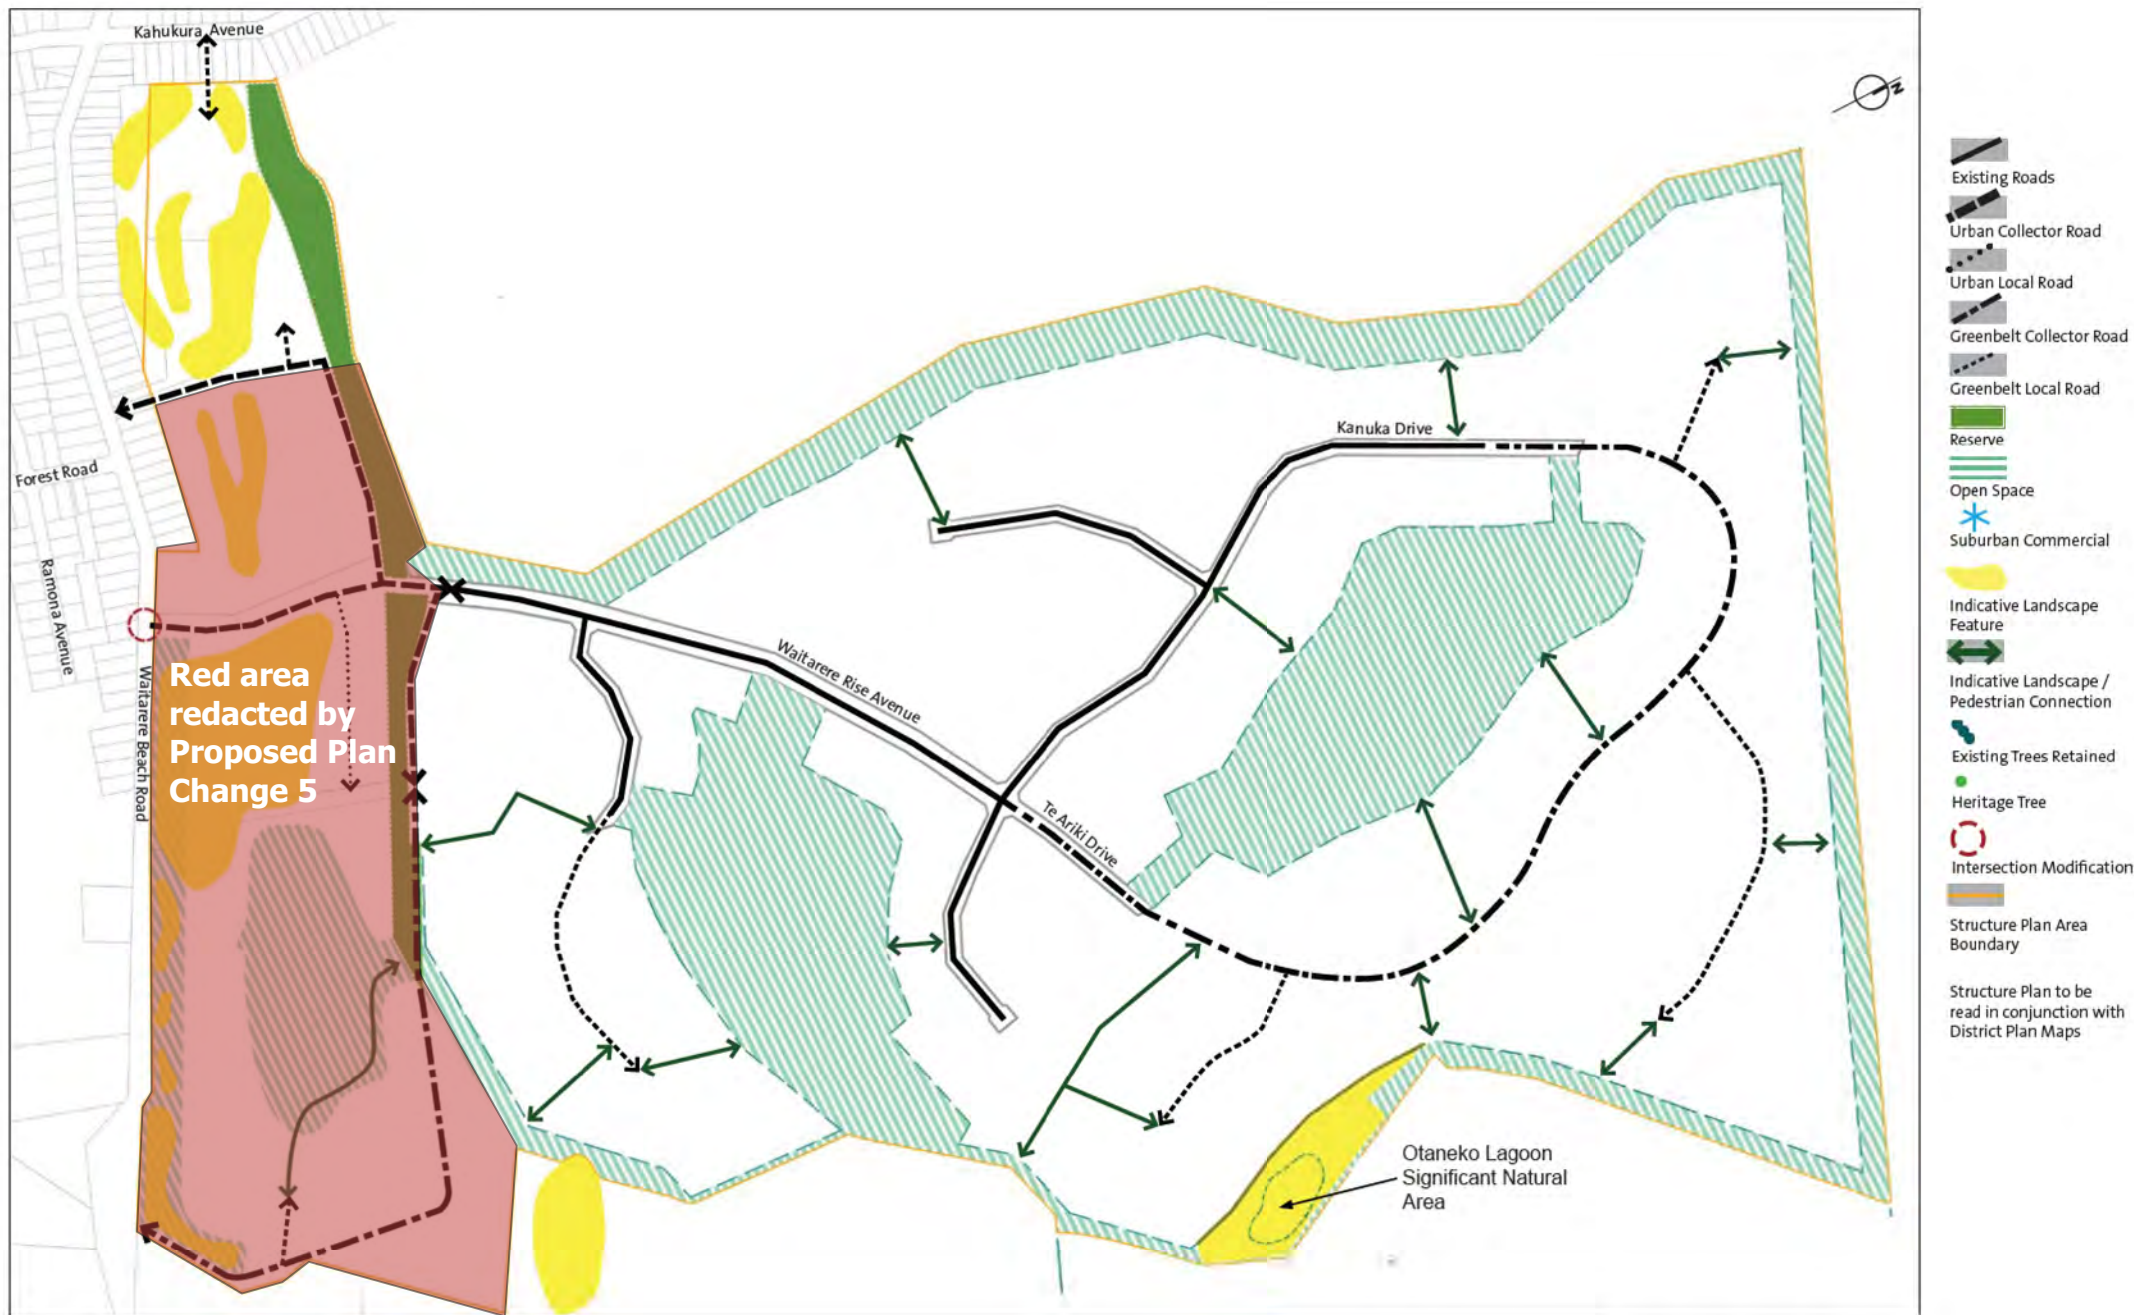 Kahukura Avenue
N
Forest Road
Ramona Avenue
Waitarere Beach Road
Red area
redacted by
Proposed Plan
Change 5
Waitarere Rise Avenue
Kanuka Drive
Te Ariki Drive
Otaneko Lagoon
Significant Natural
Area
Existing Roads
Urban Collector Road
Urban Local Road
Greenbelt Collector Road
Greenbelt Local Road
Reserve
Open Space
Suburban Commercial
Indicative Landscape
Feature
Indicative Landscape /
Pedestrian Connection
Existing Trees Retained
Heritage Tree
Intersection Modification
Structure Plan Area
Boundary
Structure Plan to be
read in conjunction with
District Plan Maps